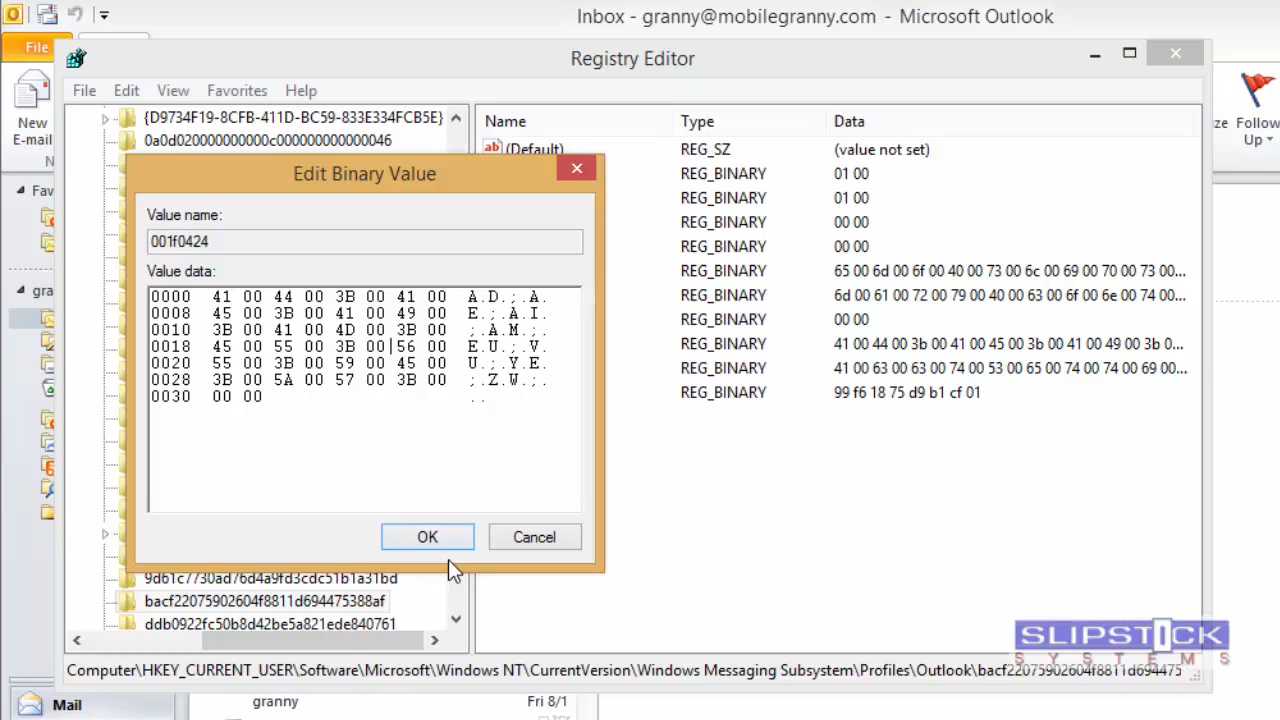 Inbox - granny@mobilegranny.com - Microsoft Outlook
File
Registry Editor
File Edit View Favorites Help
New
E-mail
Follow
Up
{D9734F19-8CFB-411D-BC59-833E334FCB5E}
0a0d020000000000c000000000000046
Name Type Data
ab (Default) REG_SZ (value not set)
REG_BINARY 01 00
REG_BINARY 01 00
REG_BINARY 00 00
REG_BINARY 00 00
REG_BINARY 65 00 6d 00 6f 00 40 00 73 00 6c 00 69 00 70 00 73 00...
REG_BINARY 6d 00 61 00 72 00 79 00 40 00 63 00 6f 00 6e 00 74 00...
REG_BINARY 00 00
REG_BINARY 41 00 44 00 3b 00 41 00 45 00 3b 00 41 00 49 00 3b 0...
REG_BINARY 41 00 63 00 63 00 74 00 53 00 65 00 74 00 74 00 69 00...
REG_BINARY 99 f6 18 75 d9 b1 cf 01
Fav
gra
Edit Binary Value
Value name:
001f0424
Value data:
0000 41 00 44 00 3B 00 41 00 A.D.;.A.
0008 45 00 3B 00 41 00 49 00 E.;.A.I.
0010 3B 00 41 00 4D 00 3B 00 ;.A.M.;.
0018 45 00 55 00 3B 00 56 00 E.U.;.V.
0020 55 00 3B 00 59 00 45 00 U.;.Y.E.
0028 3B 00 5A 00 57 00 3B 00 ;.Z.W.;.
0030 00 00 ..
OK Cancel
9d61c7730ad76d4a9fd3cdc51b1a31bd
bacf22075902604f8811d694475388af
ddb0922fc50b8d42be5a821ede840761
SLIPSTICK
SYSTEMS
Computer\HKEY_CURRENT_USER\Software\Microsoft\Windows NT\CurrentVersion\Windows Messaging Subsystem\Profiles\Outlook\bacf22075902604f8811d694475
Mail
granny Fri 8/1